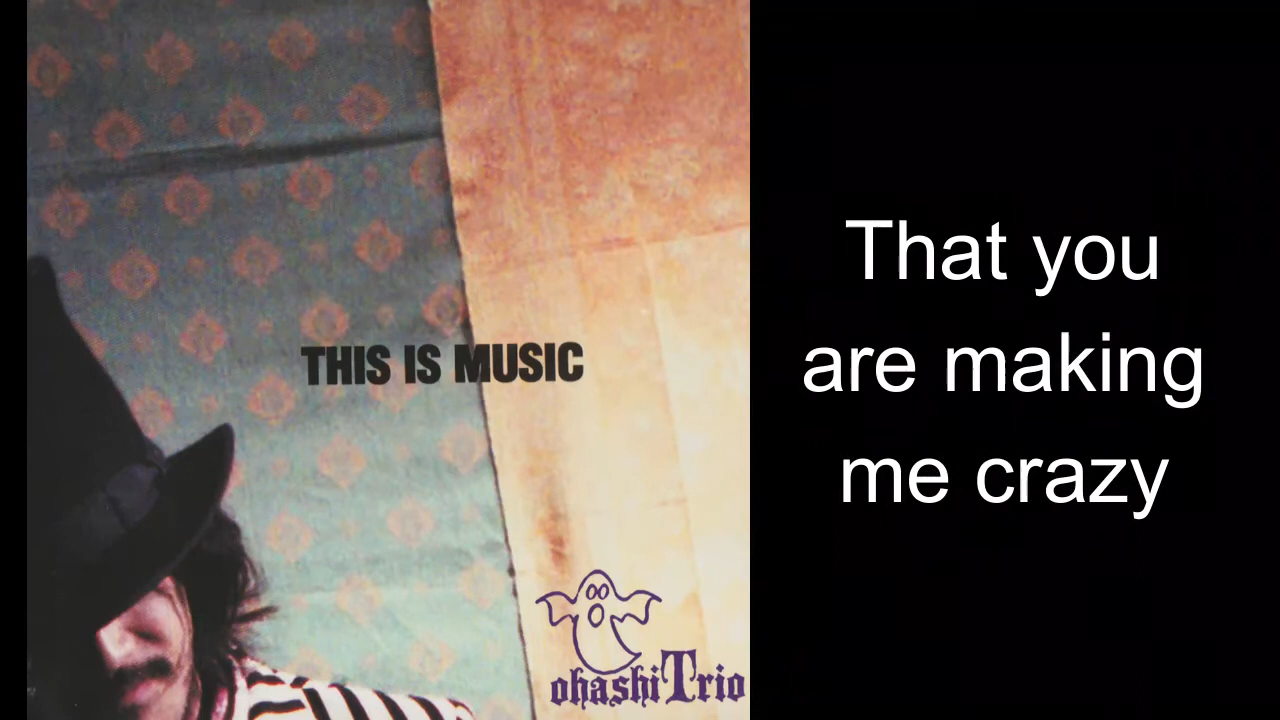 THIS IS MUSIC
ohashiTrio
That you
are making
me crazy